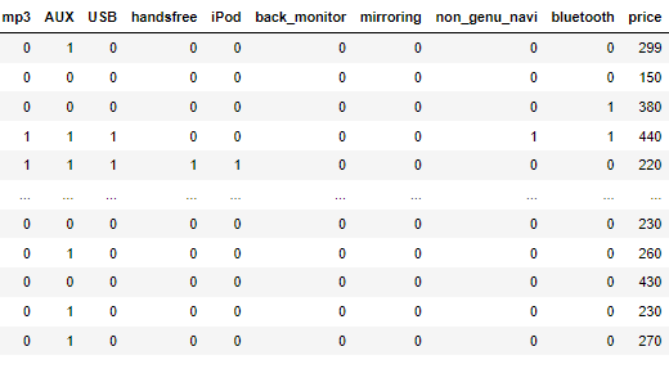 mp3 AUX USB handsfree iPod back_monitor mirroring non_genu_navi bluetooth price
0 1 0 0 0 0 0 0 0 299
0 0 0 0 0 0 0 0 0 150
0 0 0 0 0 0 0 0 1 380
1 1 1 0 0 0 0 1 1 440
1 1 1 1 1 0 0 0 0 220
... ... ... ... ... ... ... ... ... ...
0 0 0 0 0 0 0 0 0 230
0 1 0 0 0 0 0 0 0 260
0 0 0 0 0 0 0 0 0 430
0 1 0 0 0 0 0 0 0 230
0 1 0 0 0 0 0 0 0 270